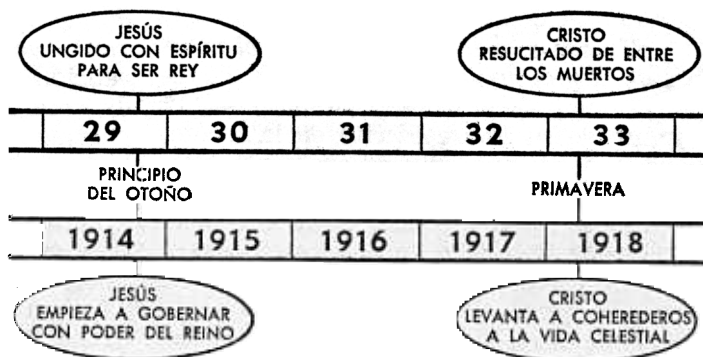 JESÚS
UNGIDO CON ESPÍRITU
PARA SER REY
CRISTO
RESUCITADO DE ENTRE
LOS MUERTOS
29 30 31 32 33
PRINCIPIO
DEL OTOÑO
PRIMAVERA
1914 1915 1916 1917 1918
JESÚS
EMPIEZA A GOBERNAR
CON PODER DEL REINO
CRISTO
LEVANTA A COHEREDEROS
A LA VIDA CELESTIAL